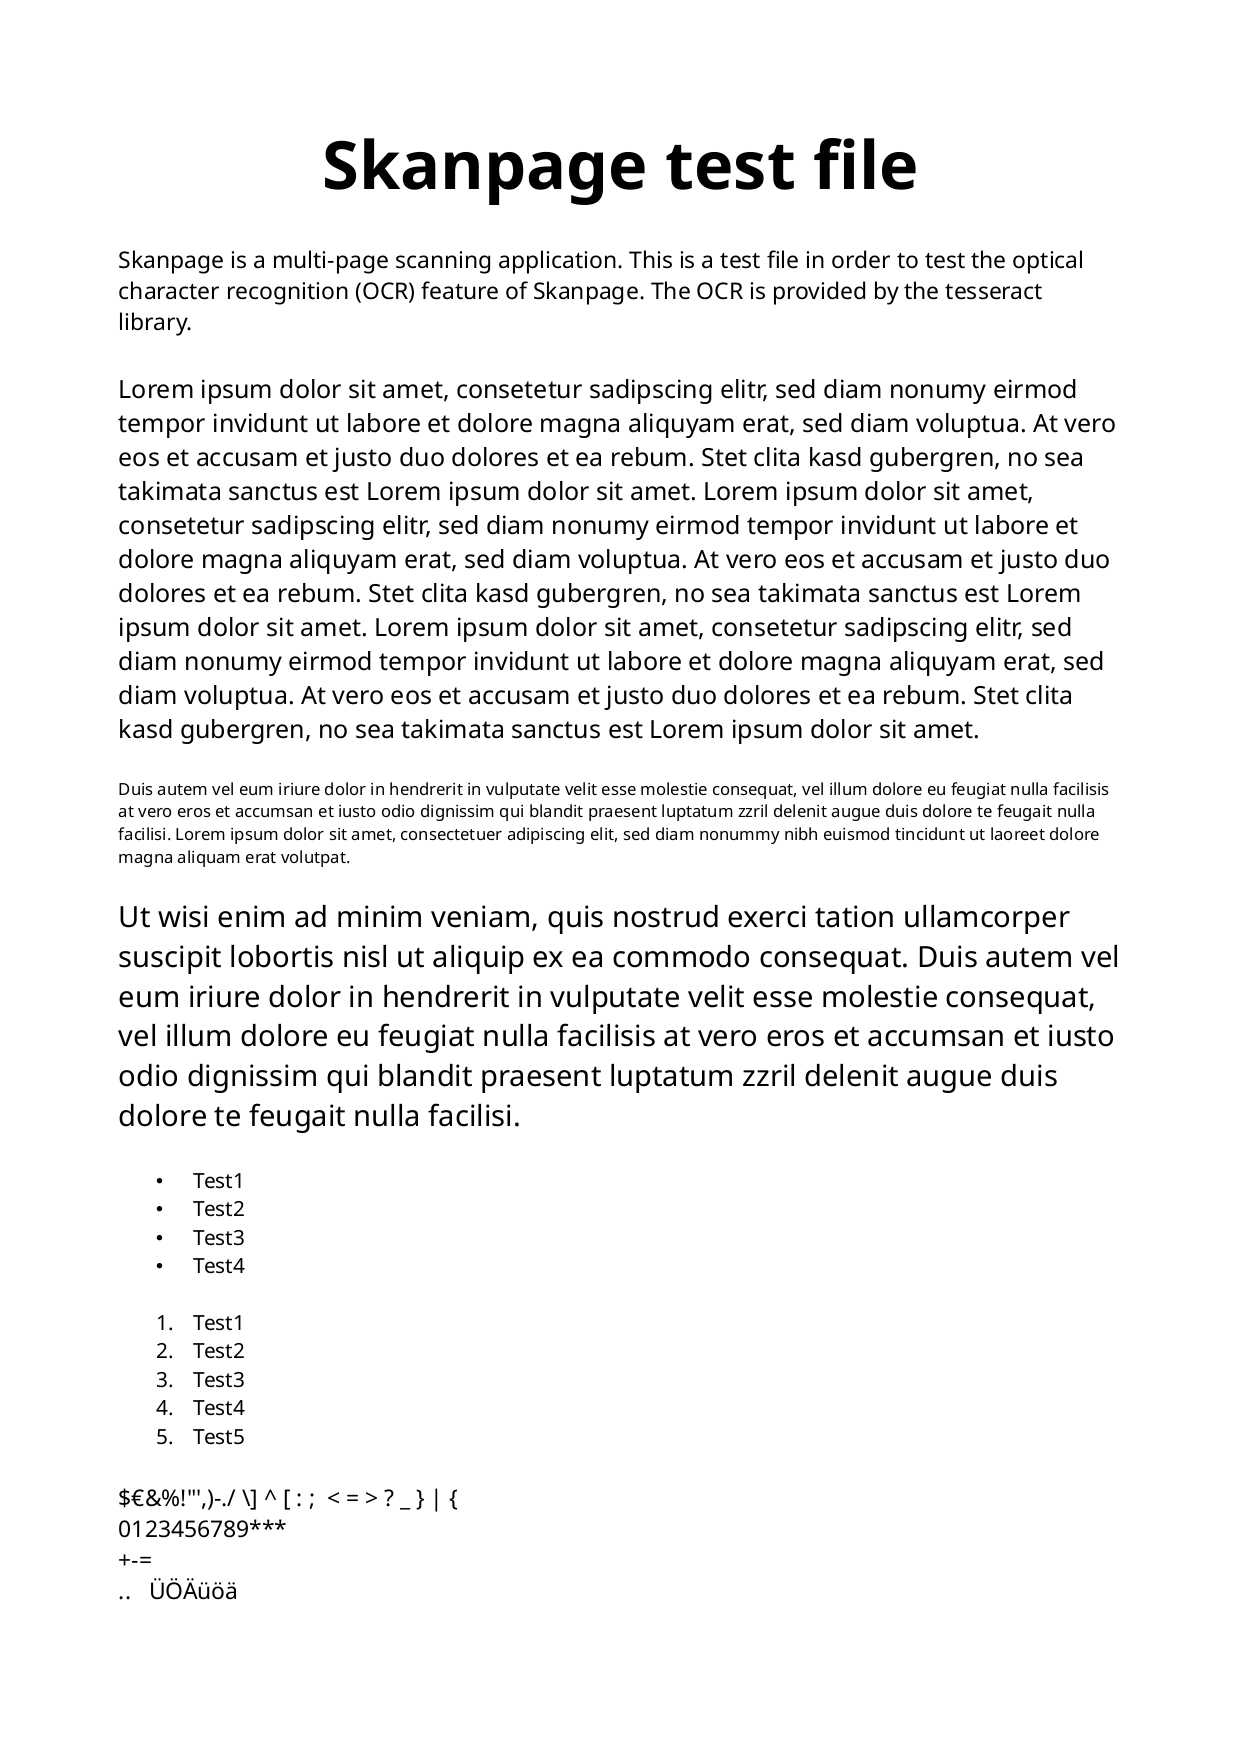 Skanpage test file
Skanpage is a multi-page scanning application. This is a test file in order to test the optical
character recognition (OCR) feature of Skanpage. The OCR is provided by the tesseract
library.
Lorem ipsum dolor sit amet, consetetur sadipscing elitr, sed diam nonumy eirmod
tempor invidunt ut labore et dolore magna aliquyam erat, sed diam voluptua. At vero
eos et accusam et justo duo dolores et ea rebum. Stet clita kasd gubergren, no sea
takimata sanctus est Lorem ipsum dolor sit amet. Lorem ipsum dolor sit amet,
consetetur sadipscing elitr, sed diam nonumy eirmod tempor invidunt ut labore et
dolore magna aliquyam erat, sed diam voluptua. At vero eos et accusam et justo duo
dolores et ea rebum. Stet clita kasd gubergren, no sea takimata sanctus est Lorem
ipsum dolor sit amet. Lorem ipsum dolor sit amet, consetetur sadipscing elitr, sed
diam nonumy eirmod tempor invidunt ut labore et dolore magna aliquyam erat, sed
diam voluptua. At vero eos et accusam et justo duo dolores et ea rebum. Stet clita
kasd gubergren, no sea takimata sanctus est Lorem ipsum dolor sit amet.
Duis autem vel eum iriure dolor in hendrerit in vulputate velit esse molestie consequat, vel illum dolore eu feugiat nulla facilisis
at vero eros et accumsan et iusto odio dignissim qui blandit praesent luptatum zzril delenit augue duis dolore te feugait nulla
facilisi. Lorem ipsum dolor sit amet, consectetuer adipiscing elit, sed diam nonummy nibh euismod tincidunt ut laoreet dolore
magna aliquam erat volutpat.
Ut wisi enim ad minim veniam, quis nostrud exerci tation ullamcorper
suscipit lobortis nisl ut aliquip ex ea commodo consequat. Duis autem vel
eum iriure dolor in hendrerit in vulputate velit esse molestie consequat,
vel illum dolore eu feugiat nulla facilisis at vero eros et accumsan et iusto
odio dignissim qui blandit praesent luptatum zzril delenit augue duis
dolore te feugait nulla facilisi.
• Test1
• Test2
• Test3
• Test4
1. Test1
2. Test2
3. Test3
4. Test4
5. Test5
$€&%!"',)-./ \] ^ [ : ;  < = > ? _ } | {
0123456789***
+-=
..   ÜÖÄüöä